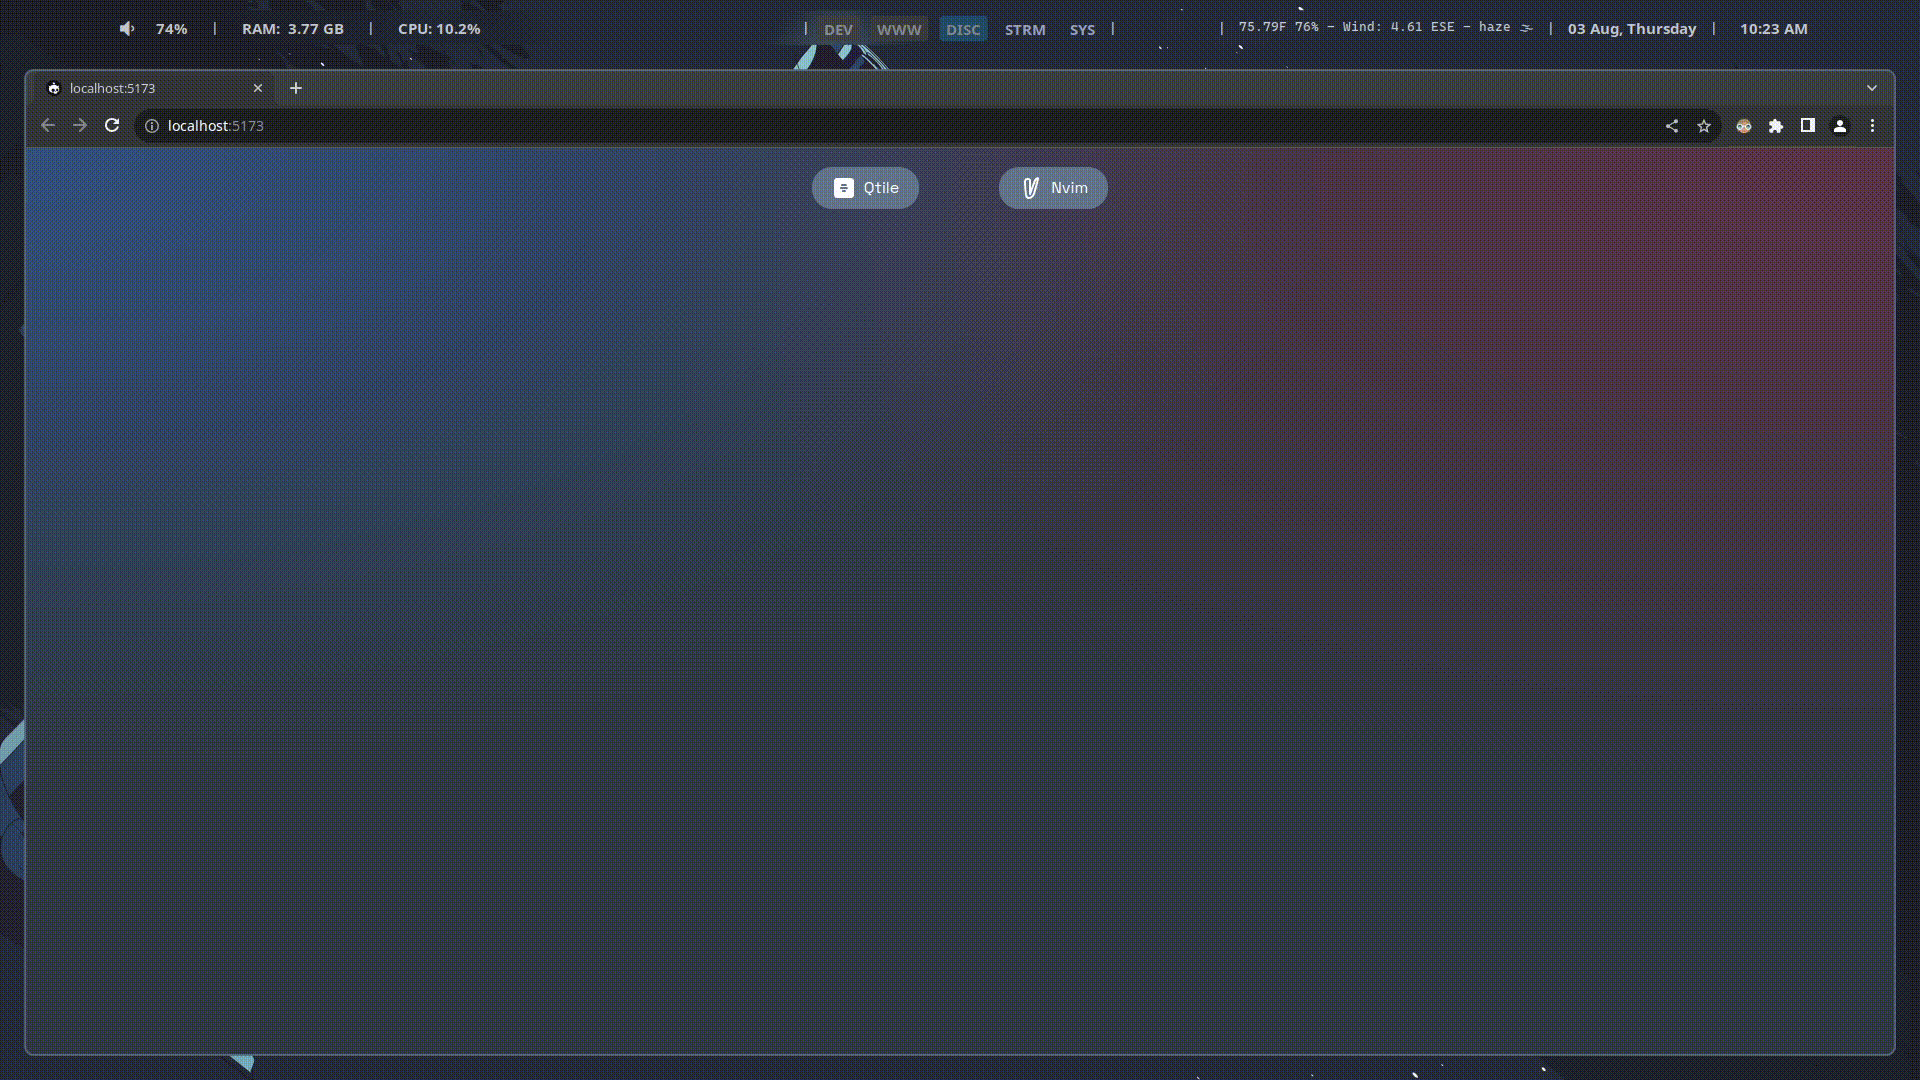 74% | RAM: 3.77 GB | CPU: 10.2% | DEV WWW DISC STRM SYS | | 75.79F 76% – Wind: 4.61 ESE – haze | 03 Aug, Thursday | 10:23 AM
localhost:5173
localhost:5173
Qtile Nvim